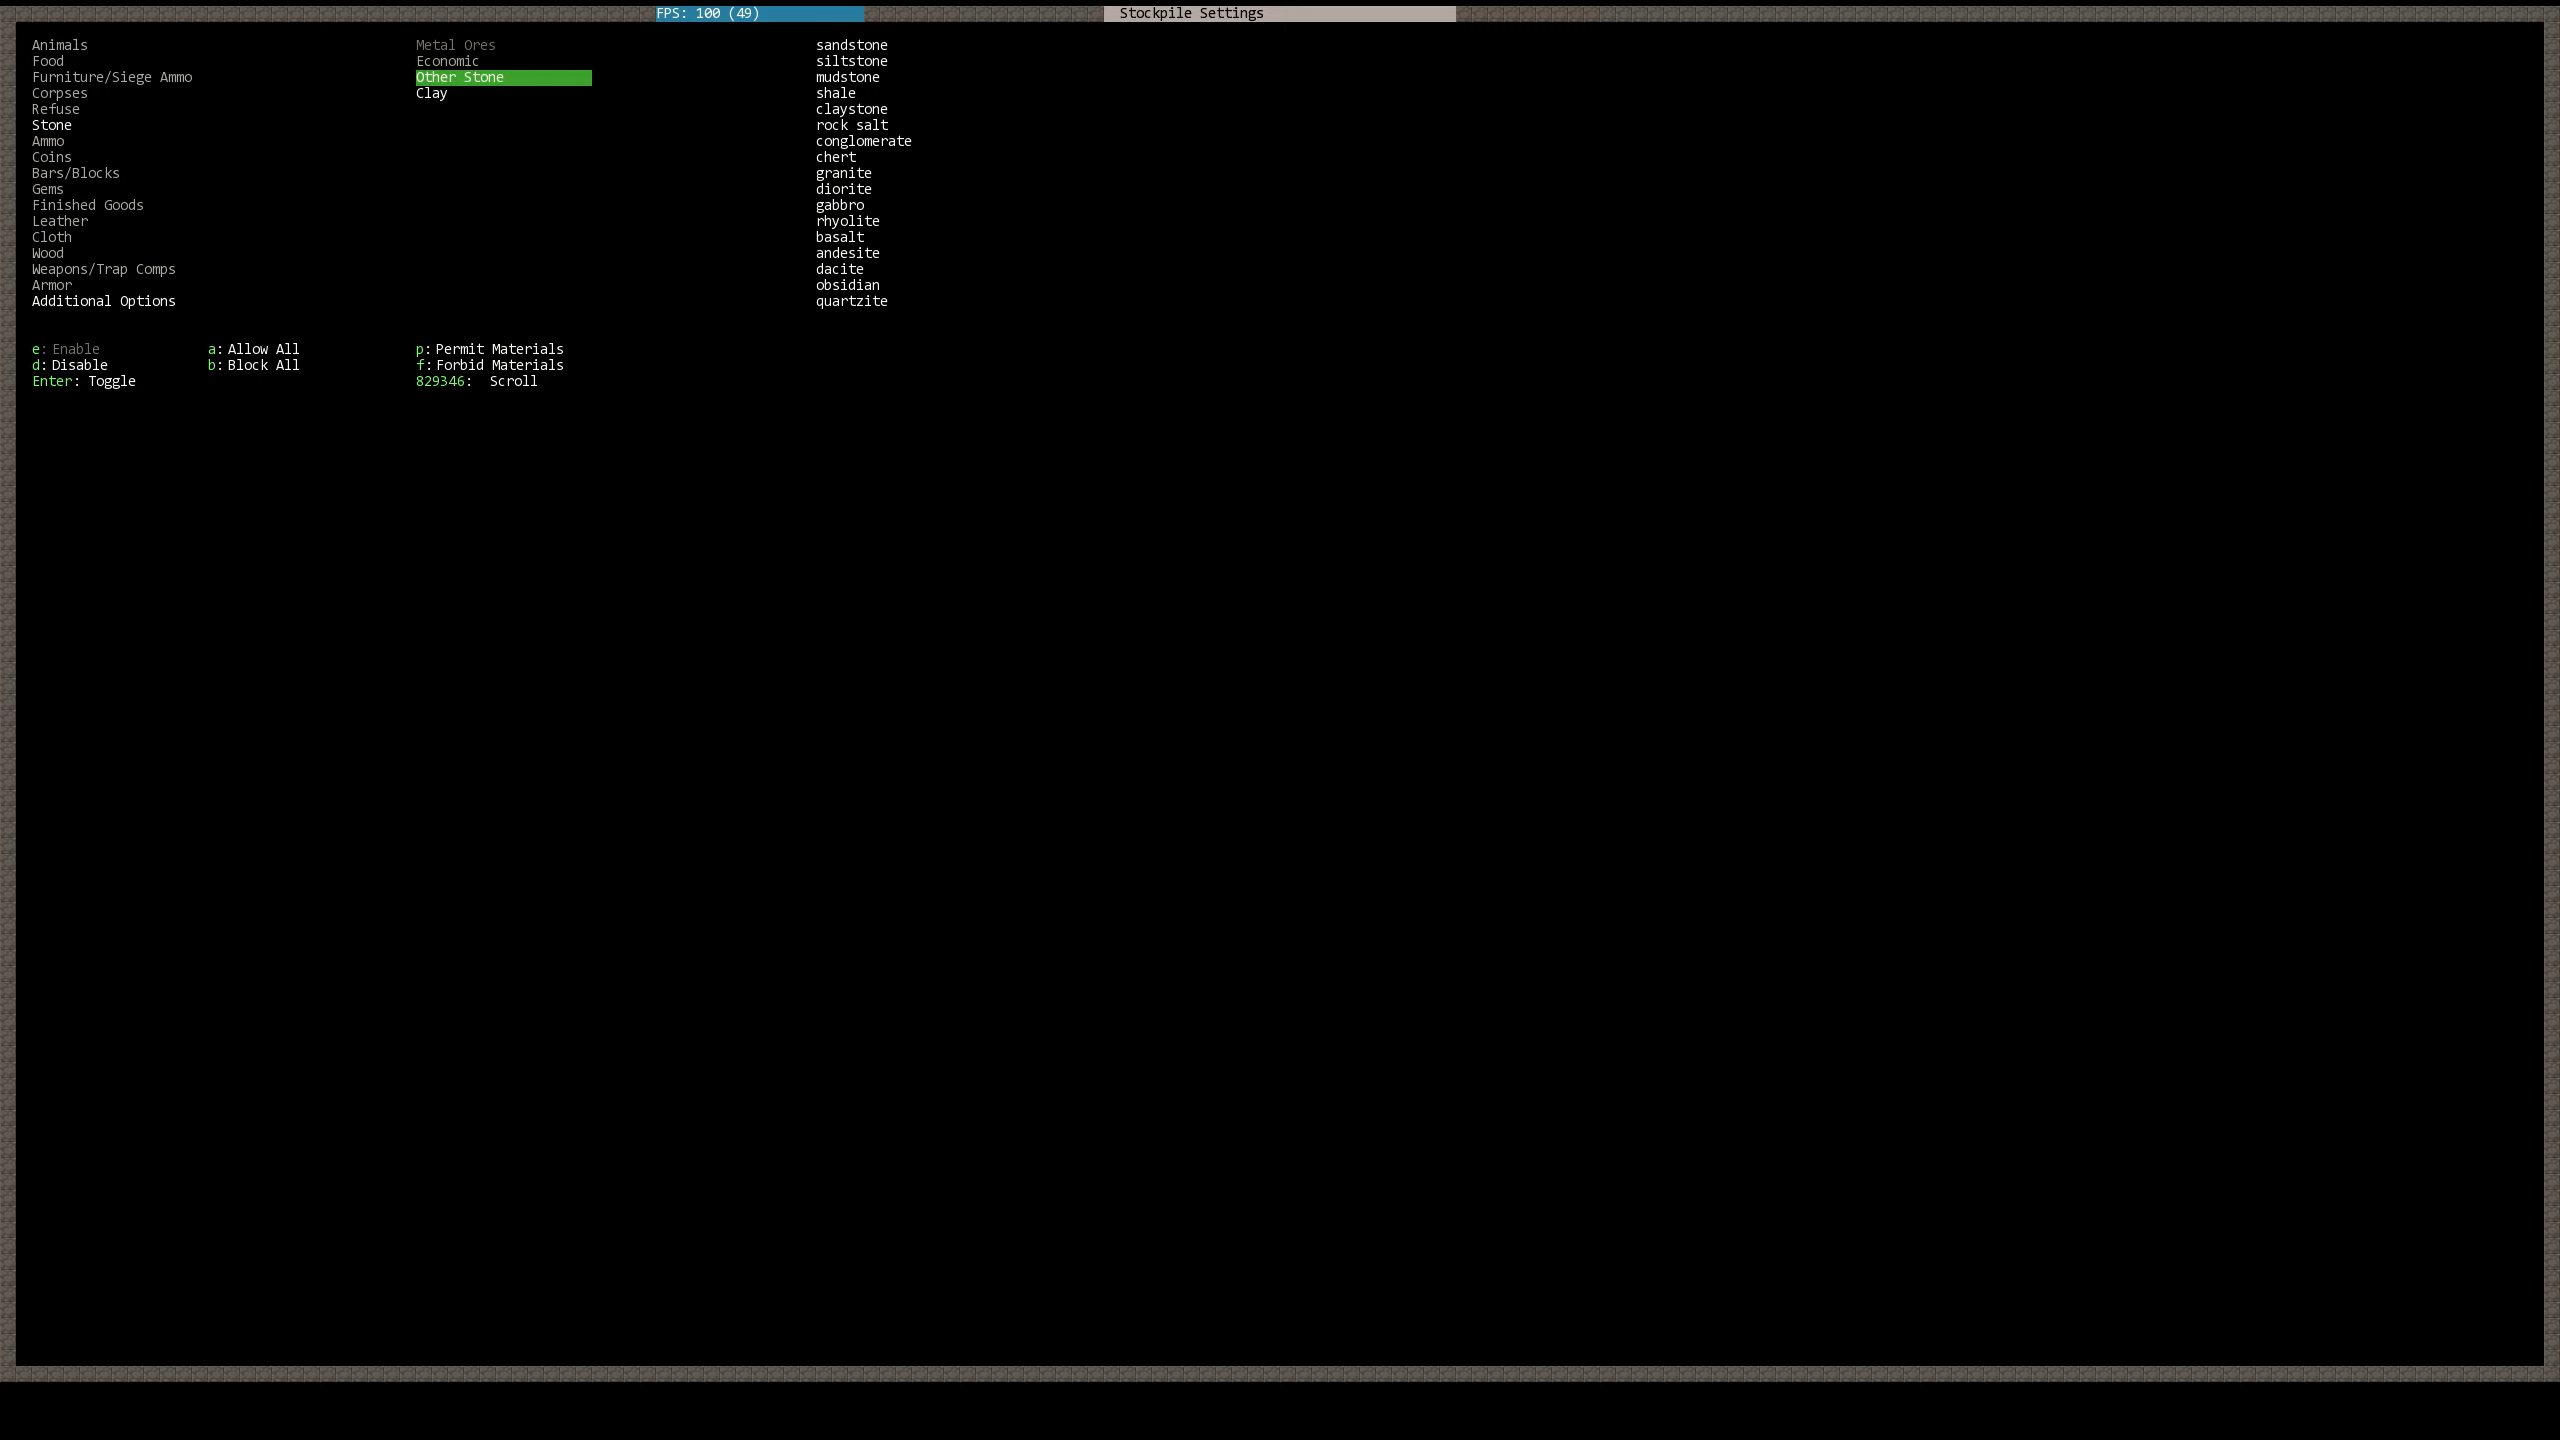 FPS: 100 (49)
Stockpile Settings
Animals
Food
Furniture/Siege Ammo
Corpses
Refuse
Stone
Ammo
Coins
Bars/Blocks
Gems
Finished Goods
Leather
Cloth
Wood
Weapons/Trap Comps
Armor
Additional Options
Metal Ores
Economic
Other Stone
Clay
sandstone
siltstone
mudstone
shale
claystone
rock salt
conglomerate
chert
granite
diorite
gabbro
rhyolite
basalt
andesite
dacite
obsidian
quartzite
e: Enable a: Allow All p: Permit Materials
d: Disable b: Block All f: Forbid Materials
Enter: Toggle 829346: Scroll